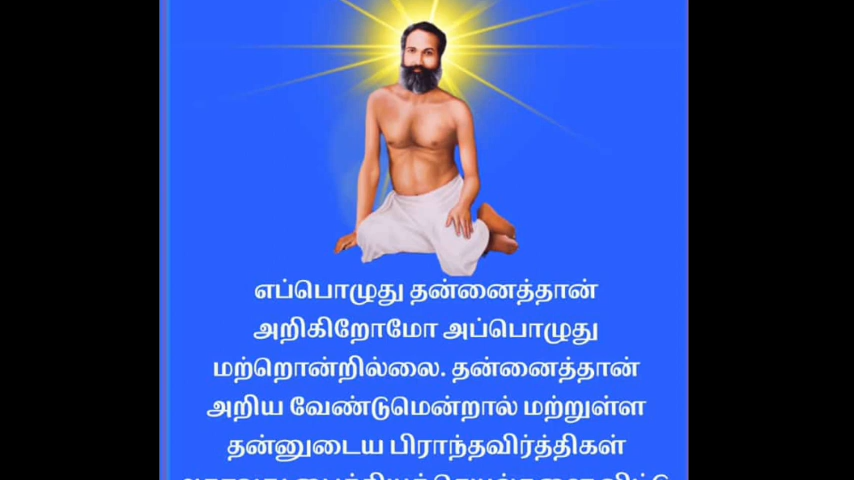 எப்பொழுது தன்னைத்தான்
அறிகிறோமோ அப்பொழுது
மற்றொன்றில்லை. தன்னைத்தான்
அறிய வேண்டுமென்றால் மற்றுள்ள
தன்னுடைய பிராந்தவிர்த்திகள்